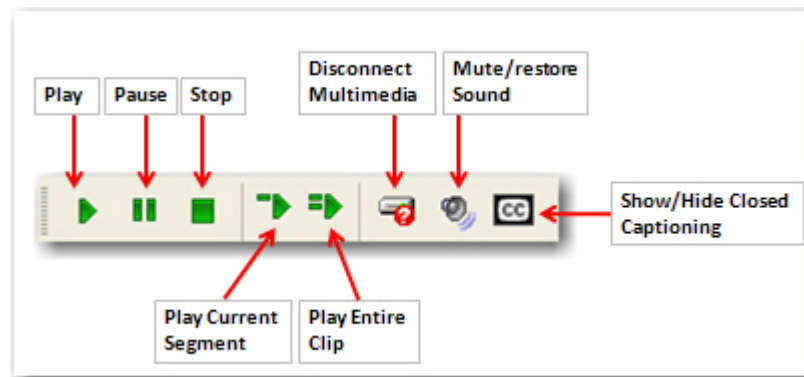 Disconnect
Multimedia
Mute/restore
Sound
Play
Pause
Stop
CC
Show/Hide Closed
Captioning
Play Current
Segment
Play Entire
Clip